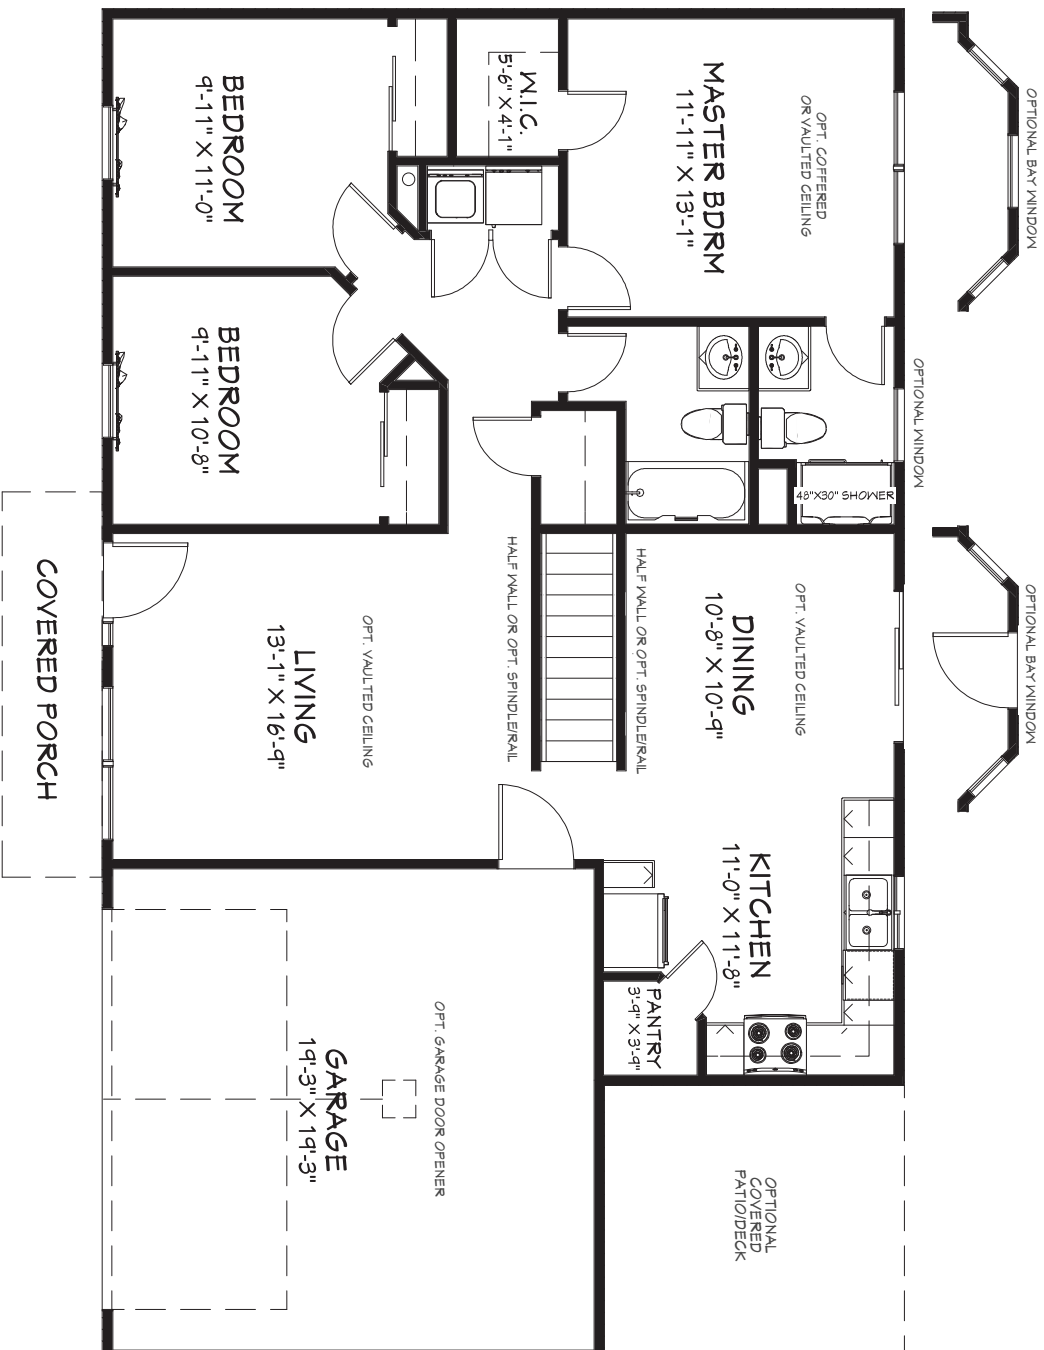 OPTIONAL BAY WINDOW
OPTIONAL WINDOW
OPTIONAL BAY WINDOW
OPT. COFFERED
OR VAULTED CEILING
MASTER BDRM
11'-11" X 13'-1"
W.I.C.
5'-6" X 4'-1"
BEDROOM
9'-11" X 11'-0"
BEDROOM
9'-11" X 10'-8"
48"X30" SHOWER
OPT. VAULTED CEILING
DINING
10'-8" X 10'-9"
HALF WALL OR OPT. SPINDLE/RAIL
HALF WALL OR OPT. SPINDLE/RAIL
OPT. VAULTED CEILING
LIVING
13'-1" X 16'-9"
COVERED PORCH
KITCHEN
11'-0" X 11'-8"
PANTRY
3'-9" X 3'-9"
OPT. GARAGE DOOR OPENER
GARAGE
19'-3" X 19'-3"
OPTIONAL
COVERED
PATIO/DECK